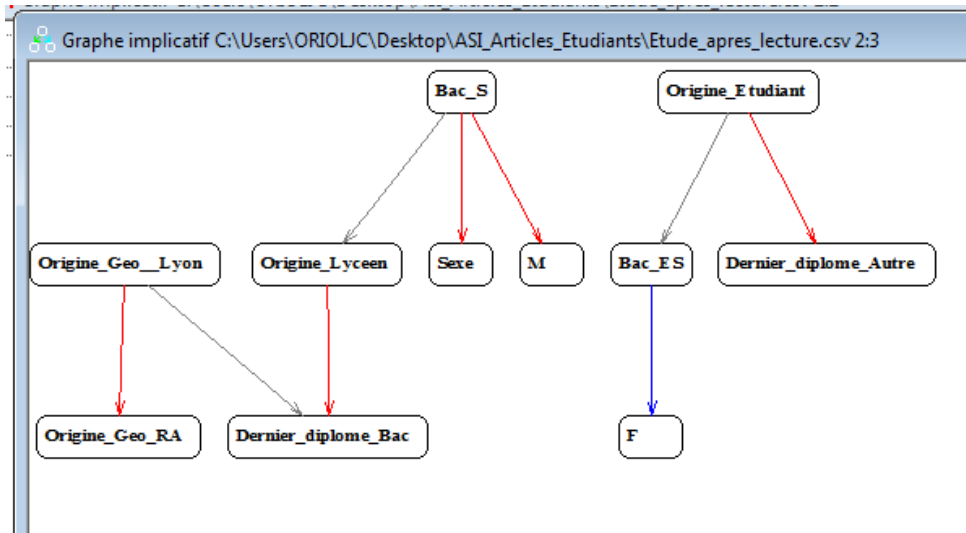 Graphe implicatif C:\Users\ORIOLJC\Desktop\ASI_Articles_Etudiants\Etude_apres_lecture.csv 2:3
Bac_S
Origine_Etudiant
Origine_Geo__Lyon
Origine_Lyceen
Sexe
M
Bac_ES
Dernier_diplome_Autre
Origine_Geo_RA
Dernier_diplome_Bac
F